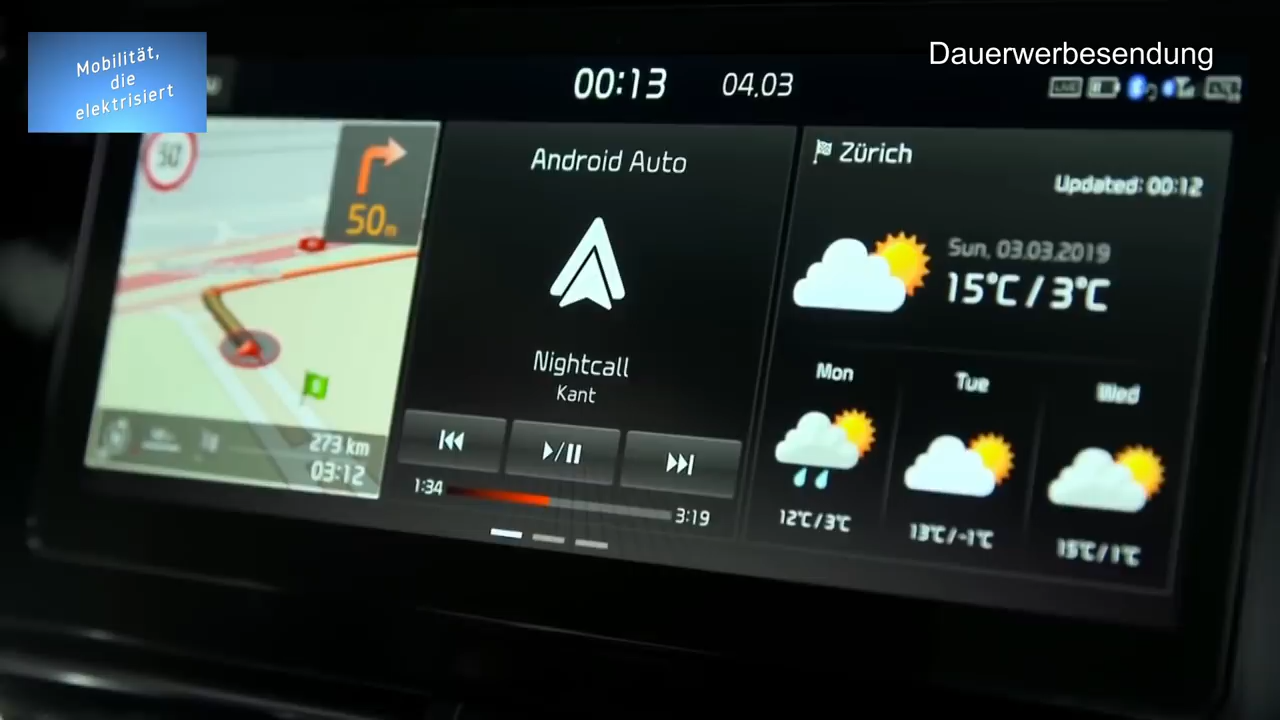 Mobilität,
die
elektrisiert
Dauerwerbesendung
00:13
04.03
50
50m
273 km
03:12
Android Auto
Nightcall
Kant
1:34
3:19
Zürich
Updated: 00:12
Sun, 03.03.2019
15°C / 3°C
Mon
Tue
Wed
12°C / 3°C
13°C / -1°C
15°C / 1°C